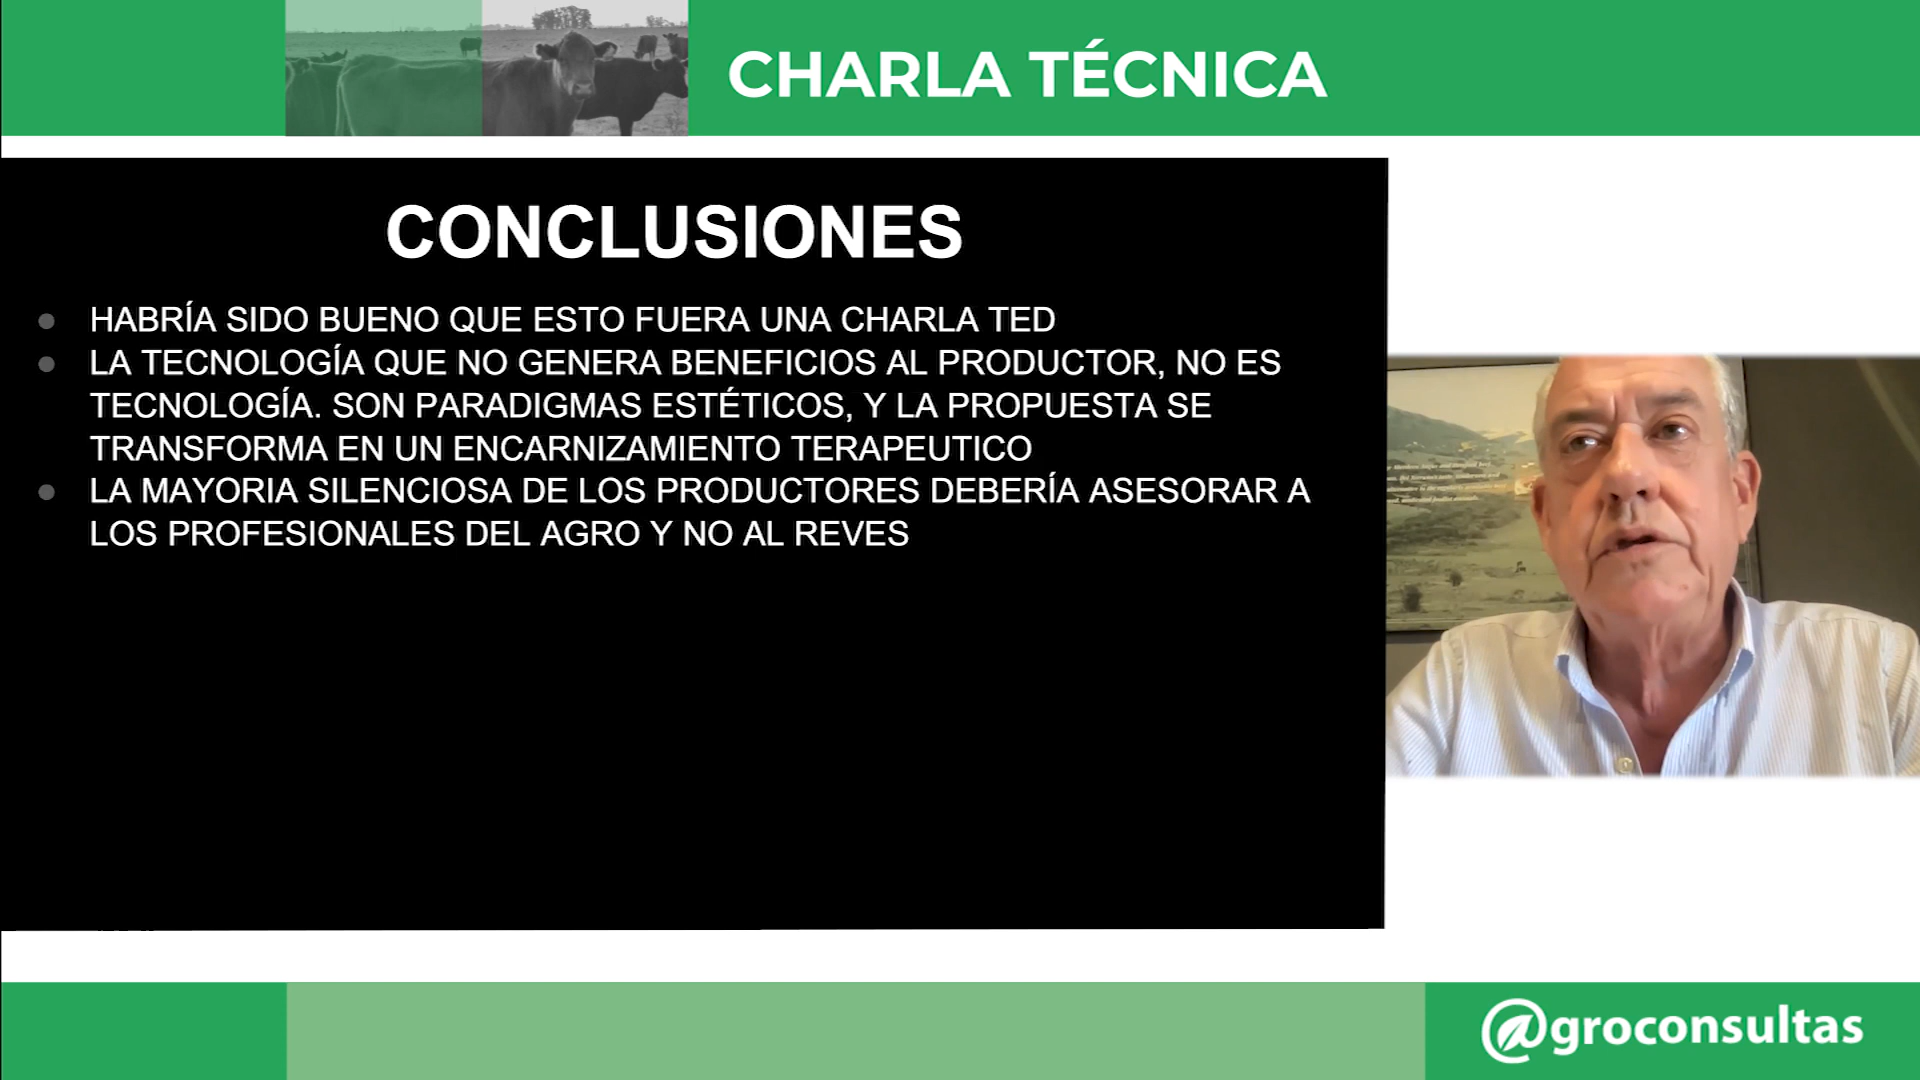 CHARLA TÉCNICA
CONCLUSIONES
● HABRÍA SIDO BUENO QUE ESTO FUERA UNA CHARLA TED
● LA TECNOLOGÍA QUE NO GENERA BENEFICIOS AL PRODUCTOR, NO ES
TECNOLOGÍA. SON PARADIGMAS ESTÉTICOS, Y LA PROPUESTA SE
TRANSFORMA EN UN ENCARNIZAMIENTO TERAPEUTICO
● LA MAYORIA SILENCIOSA DE LOS PRODUCTORES DEBERÍA ASESORAR A
LOS PROFESIONALES DEL AGRO Y NO AL REVES
@groconsultas